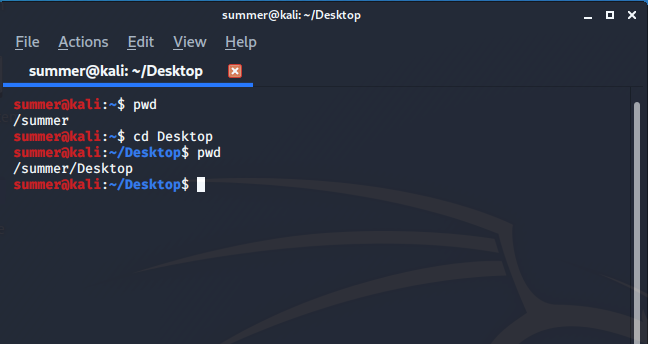 summer@kali: ~/Desktop
File Actions Edit View Help
summer@kali: ~/Desktop
summer@kali:~$ pwd
/summer
summer@kali:~$ cd Desktop
summer@kali:~/Desktop$ pwd
/summer/Desktop
summer@kali:~/Desktop$